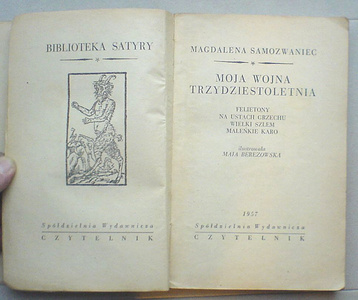 BIBLIOTEKA SATYRY
Spółdzielnia Wydawnicza
CZYTELNIK
MAGDALENA SAMOZWANIEC
MOJA WOJNA
TRZYDZIESTOLETNIA
FELIETONY
NA USTACH GRZECHU
WIELKI SZLEM
MALEŃKIE KARO
Ilustrowała
MAJA BEREZOWSKA
1957
Spółdzielnia Wydawnicza
CZYTELNIK